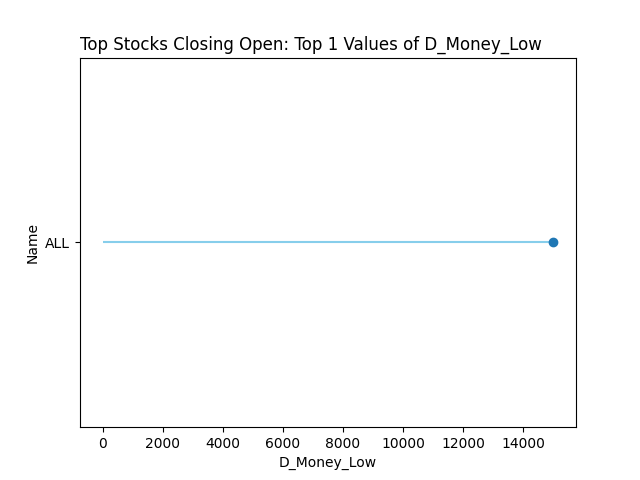 Top Stocks Closing Open: Top 1 Values of D_Money_Low
Name
ALL
0 2000 4000 6000 8000 10000 12000 14000
D_Money_Low